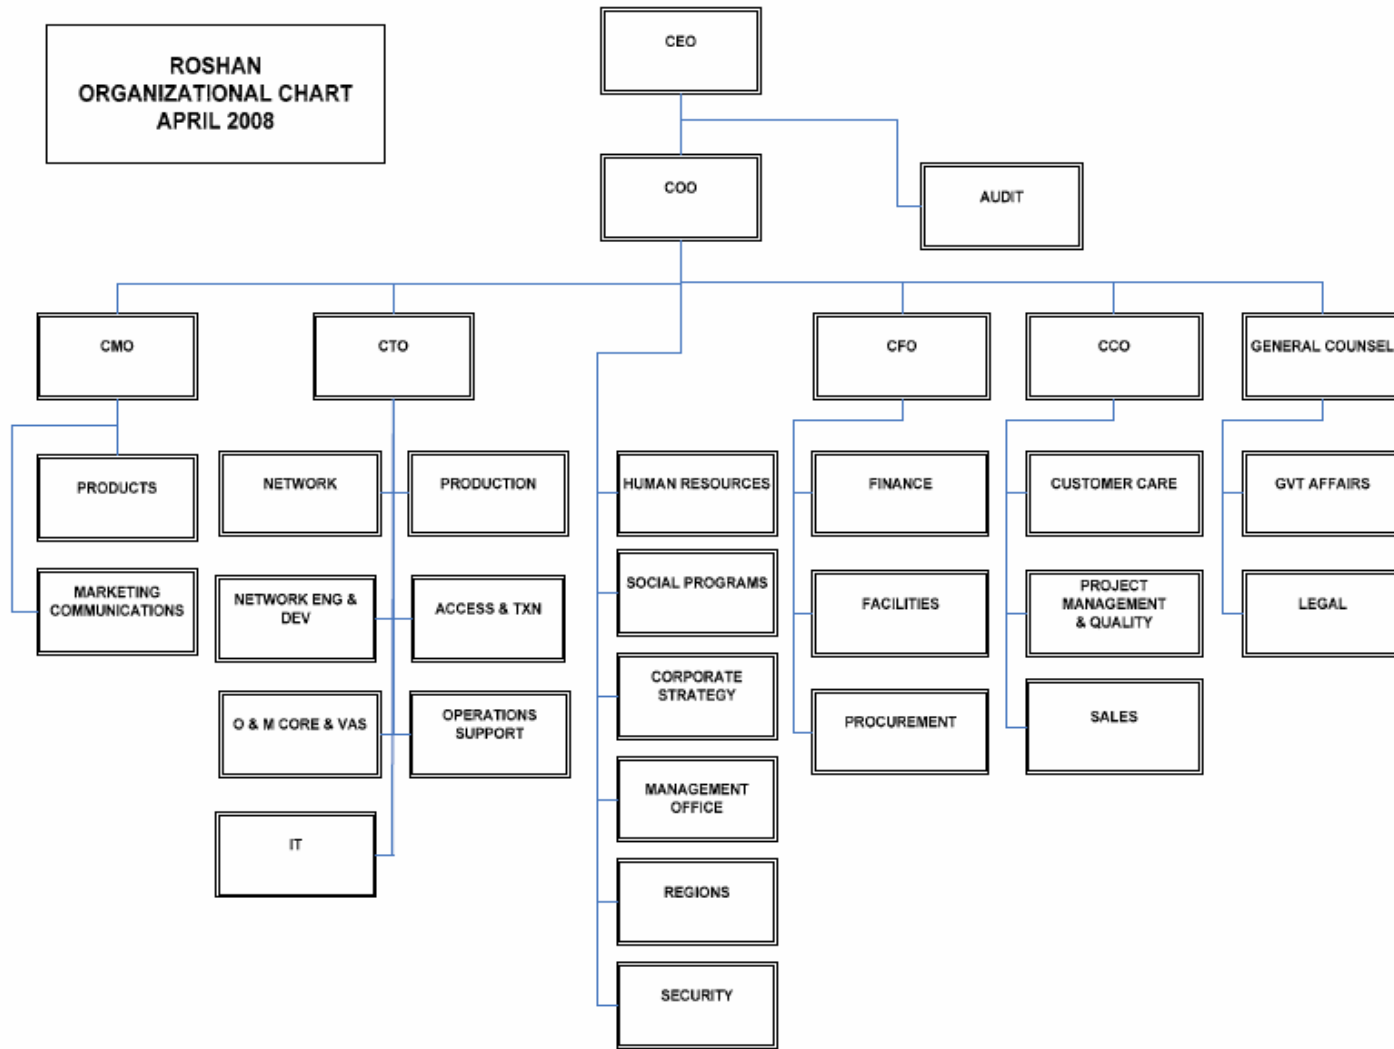 ROSHAN
ORGANIZATIONAL CHART
APRIL 2008
CEO
COO
AUDIT
CMO
CTO
CFO
CCO
GENERAL COUNSEL
PRODUCTS
NETWORK
PRODUCTION
HUMAN RESOURCES
FINANCE
CUSTOMER CARE
GVT AFFAIRS
MARKETING
COMMUNICATIONS
NETWORK ENG &
DEV
ACCESS & TXN
SOCIAL PROGRAMS
FACILITIES
PROJECT
MANAGEMENT
& QUALITY
LEGAL
O & M CORE & VAS
OPERATIONS
SUPPORT
CORPORATE
STRATEGY
PROCUREMENT
SALES
IT
MANAGEMENT
OFFICE
REGIONS
SECURITY